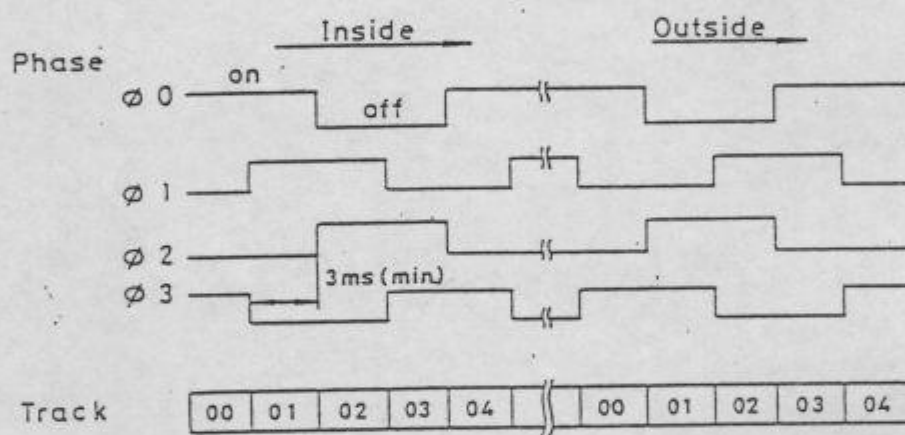 Inside Outside
Phase
on
Ø 0
off
Ø 1
Ø 2
3ms (min.)
Ø 3
Track 00 01 02 03 04 00 01 02 03 04